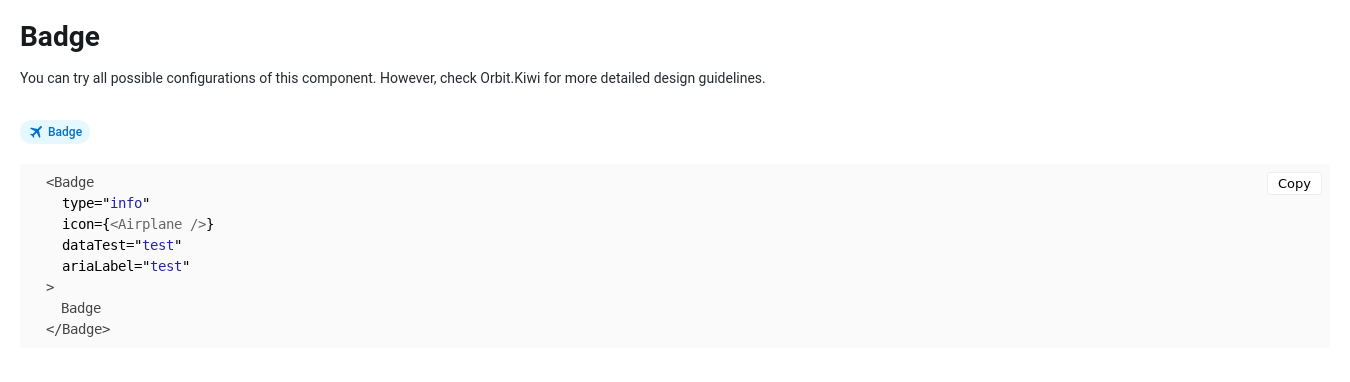 Badge
You can try all possible configurations of this component. However, check Orbit.Kiwi for more detailed design guidelines.
Badge
<Badge
Copy
type="info"
icon={<Airplane />}
dataTest="test"
ariaLabel="test"
>
Badge
</Badge>